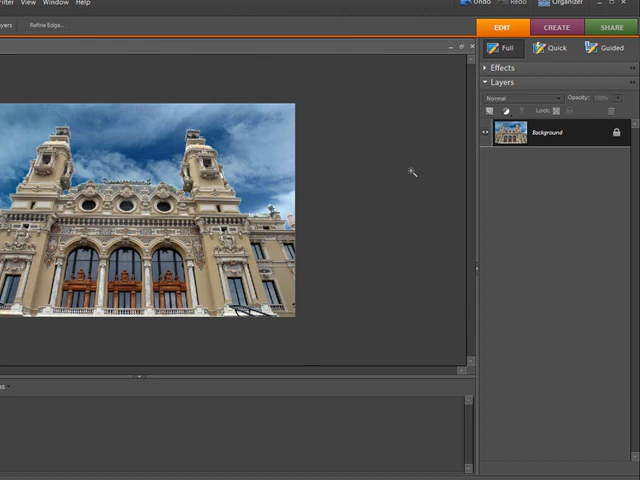 View Window Help
Undo Redo Organizer
Refine Edge...
EDIT CREATE SHARE
Full Quick Guided
Effects
Layers
Normal Opacity: 100%
Lock:
Background